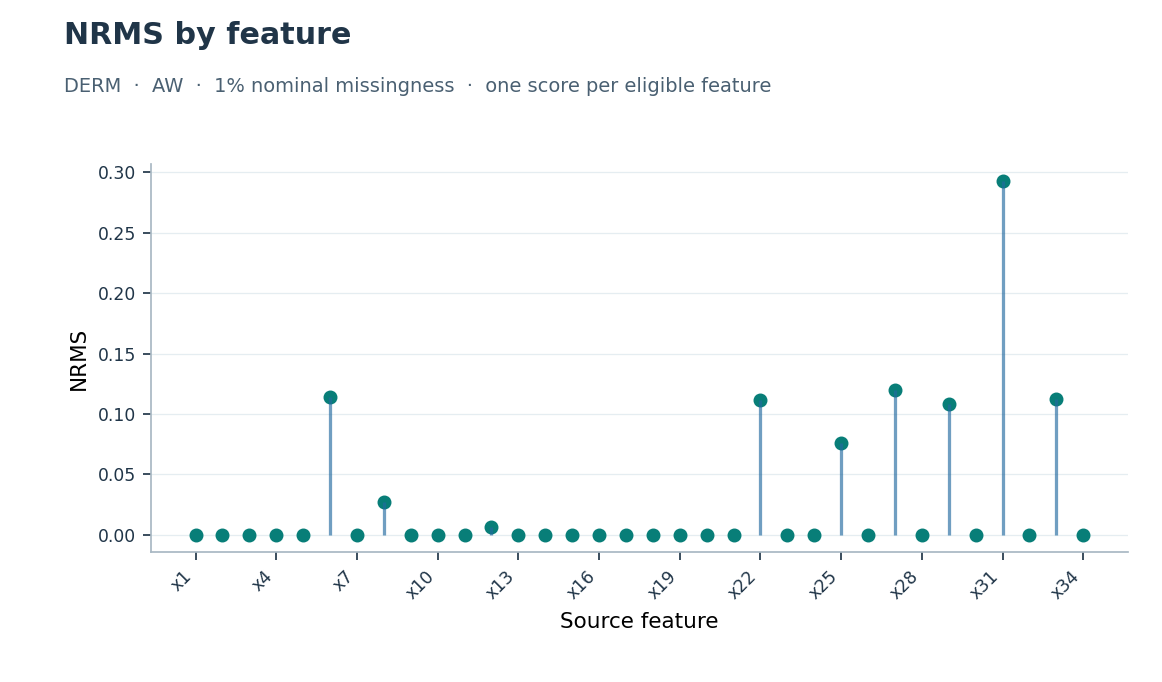 NRMS by feature
DERM · AW · 1% nominal missingness · one score per eligible feature
0.30
0.25
0.20
0.15
0.10
0.05
0.00
NRMS
x1
x4
x7
x10
x13
x16
x19
x22
x25
x28
x31
x34
Source feature